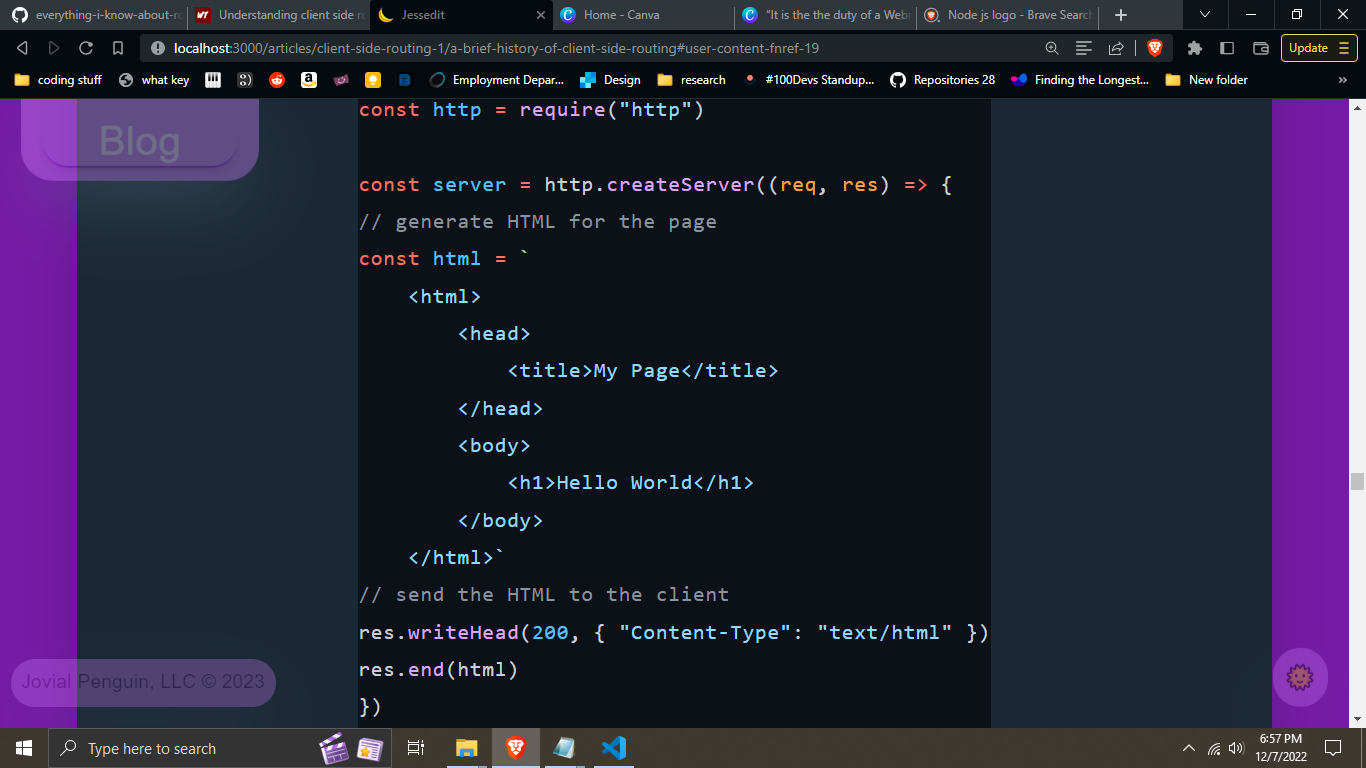 everything-i-know-about-ro
Understanding client side ro
Jessedit
Home - Canva
"It is the the duty of a Webm
Node js logo - Brave Search
localhost:3000/articles/client-side-routing-1/a-brief-history-of-client-side-routing#user-content-fnref-19
Update
coding stuff
what key
Employment Depar...
Design
research
#100Devs Standup...
Repositories 28
Finding the Longest...
New folder
»
Blog
const http = require("http")
const server = http.createServer((req, res) => {
// generate HTML for the page
const html = `
<html>
<head>
<title>My Page</title>
</head>
<body>
<h1>Hello World</h1>
</body>
</html>`
// send the HTML to the client
res.writeHead(200, { "Content-Type": "text/html" })
res.end(html)
})
Jovial Penguin, LLC © 2023
Type here to search
6:57 PM
12/7/2022